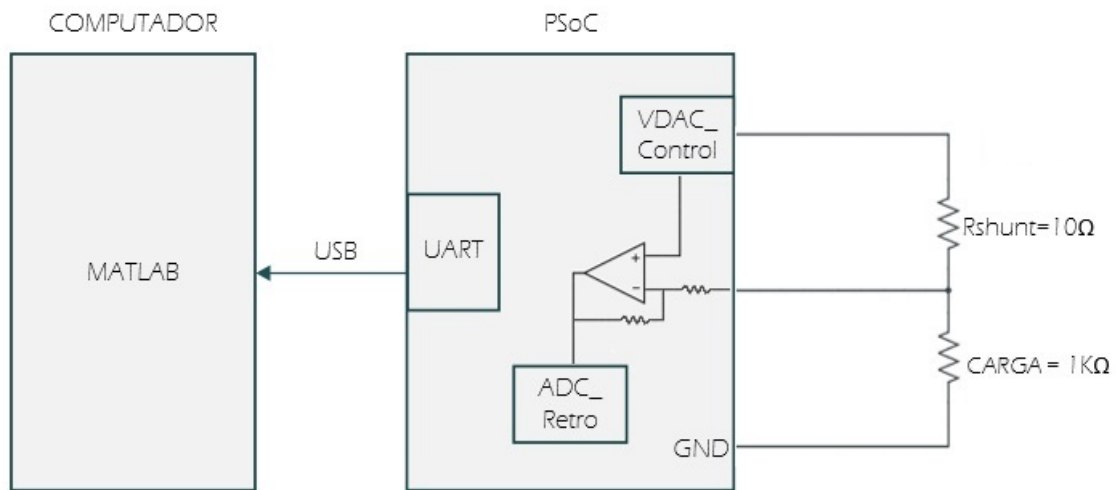 COMPUTADOR
PSoC
VDAC_
Control
Rshunt=10Ω
UART
USB
MATLAB
+
-
CARGA = 1KΩ
ADC_
Retro
GND